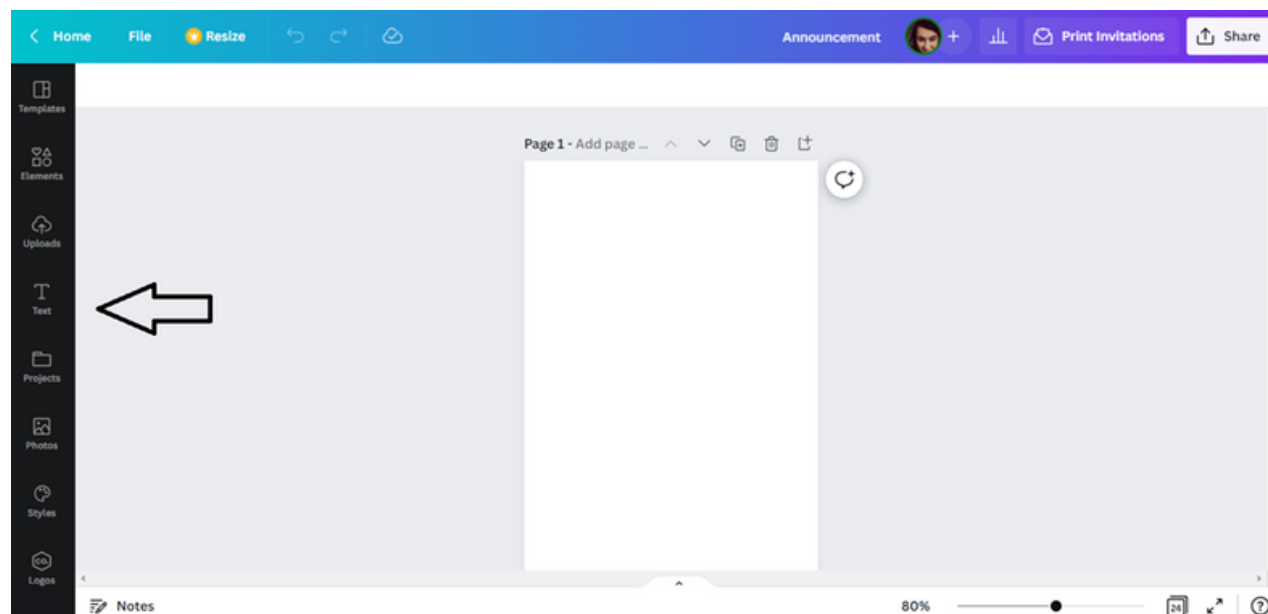 Home File Resize Announcement + Print Invitations Share
Templates
Page 1 - Add page ...
Elements
Uploads
Text
Projects
Photos
Styles
CO.
Logos
Notes 80% 24 ?